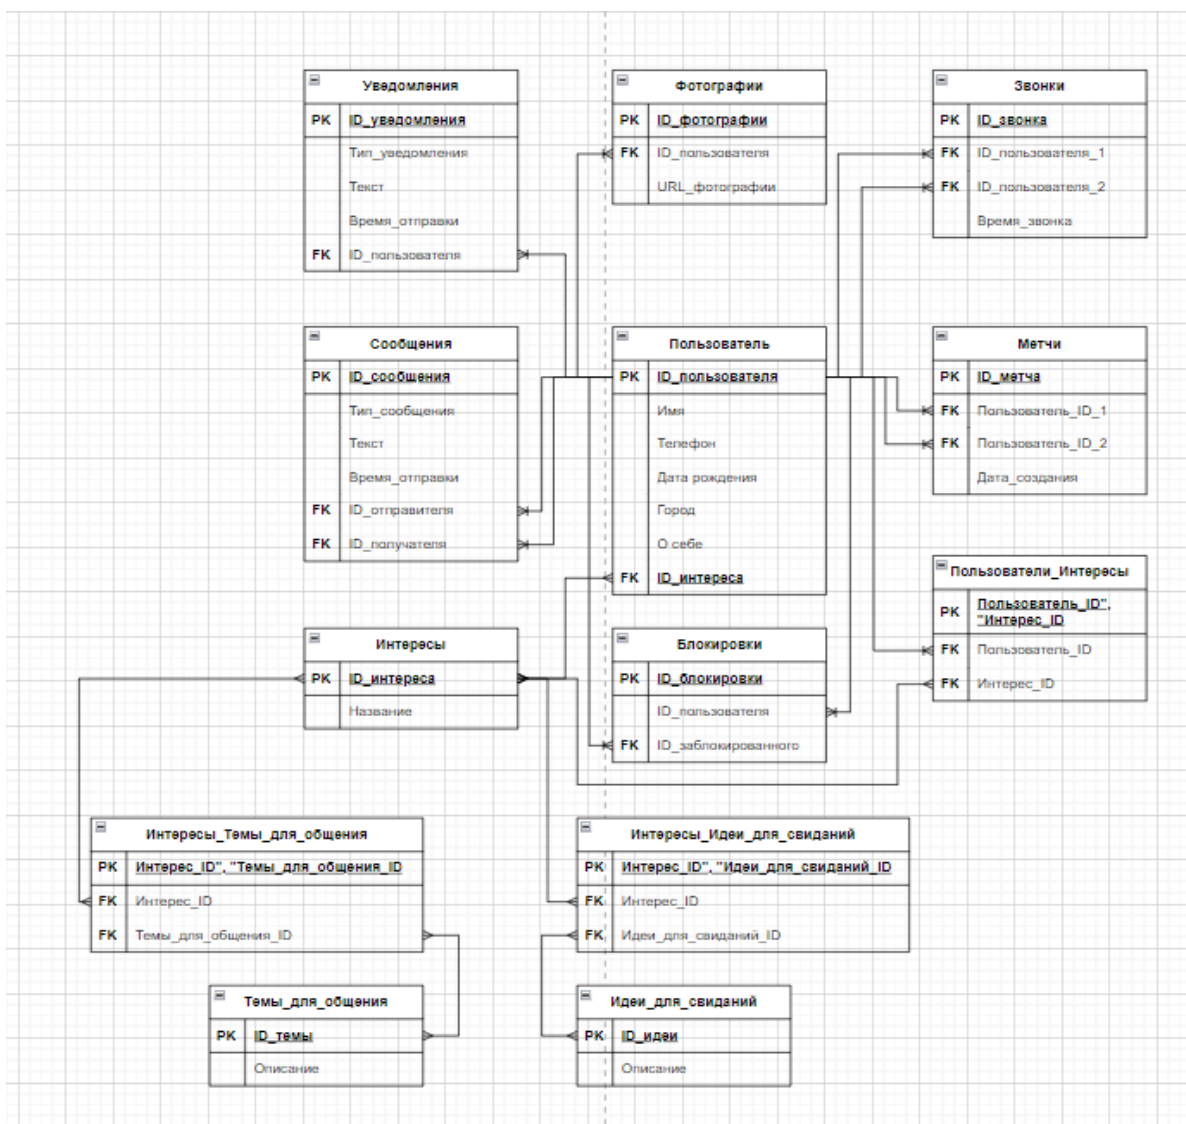 Уведомления
PK ID_уведомления
Тип_уведомления
Текст
Время_отправки
FK ID_пользователя
Фотографии
PK ID_фотографии
FK ID_пользователя
URL_фотографии
Звонки
PK ID_звонка
FK ID_пользователя_1
FK ID_пользователя_2
Время_звонка
Сообщения
PK ID_сообщения
Тип_сообщения
Текст
Время_отправки
FK ID_отправителя
FK ID_получателя
Пользователь
PK ID_пользователя
Имя
Телефон
Дата рождения
Город
О себе
FK ID_интереса
Метчи
PK ID_метча
FK Пользователь_ID_1
FK Пользователь_ID_2
Дата_создания
Пользователи_Интересы
PK Пользователь_ID",
"Интерес_ID
FK Пользователь_ID
FK Интерес_ID
Интересы
PK ID_интереса
Название
Блокировки
PK ID_блокировки
ID_пользователя
FK ID_заблокированного
Интересы_Темы_для_общения
PK Интерес_ID", "Темы_для_общения_ID
FK Интерес_ID
FK Темы_для_общения_ID
Интересы_Идеи_для_свиданий
PK Интерес_ID", "Идеи_для_свиданий_ID
FK Интерес_ID
FK Идеи_для_свиданий_ID
Темы_для_общения
PK ID_темы
Описание
Идеи_для_свиданий
PK ID_идеи
Описание